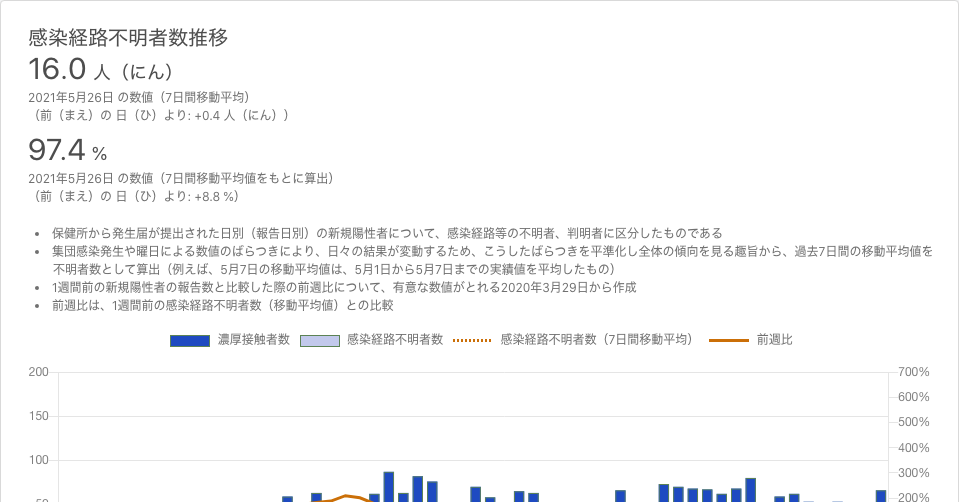 感染経路不明者数推移
16.0 人（にん）
2021年5月26日 の数値（7日間移動平均）
（前（まえ）の 日（ひ）より: +0.4 人（にん））
97.4 %
2021年5月26日 の数値（7日間移動平均値をもとに算出）
（前（まえ）の 日（ひ）より: +8.8 %）
• 保健所から発生届が提出された日別（報告日別）の新規陽性者について、感染経路等の不明者、判明者に区分したものである
• 集団感染発生や曜日による数値のばらつきにより、日々の結果が変動するため、こうしたばらつきを平準化し全体の傾向を見る趣旨から、過去7日間の移動平均値を
不明者数として算出（例えば、5月7日の移動平均値は、5月1日から5月7日までの実績値を平均したもの）
• 1週間前の新規陽性者の報告数と比較した際の前週比について、有意な数値がとれる2020年3月29日から作成
• 前週比は、1週間前の感染経路不明者数（移動平均値）との比較
濃厚接触者数 感染経路不明者数 感染経路不明者数（7日間移動平均） 前週比
200 700%
600%
150 500%
400%
100 300%
50 200%